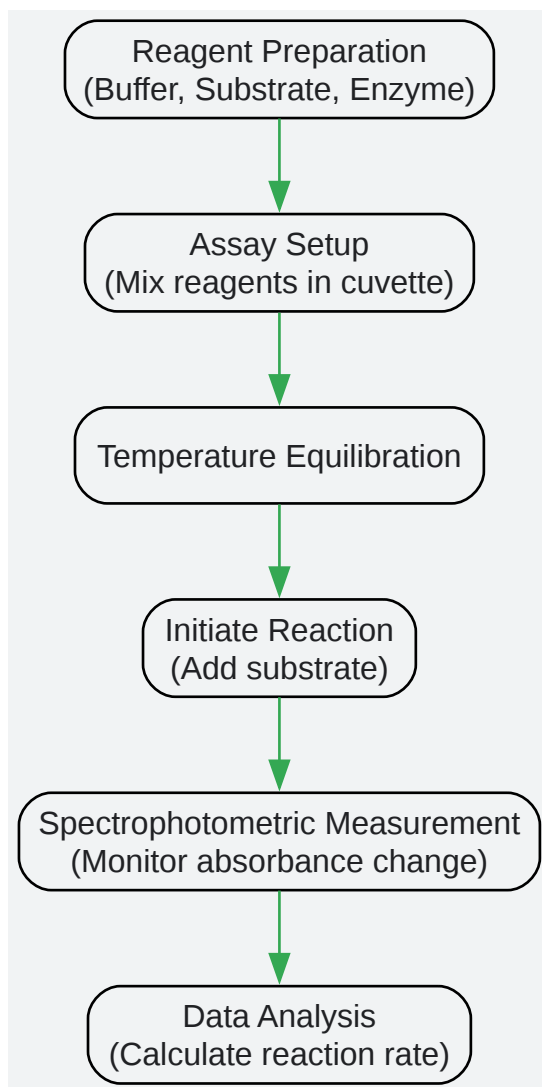 Reagent Preparation
(Buffer, Substrate, Enzyme)
Assay Setup
(Mix reagents in cuvette)
Temperature Equilibration
Initiate Reaction
(Add substrate)
Spectrophotometric Measurement
(Monitor absorbance change)
Data Analysis
(Calculate reaction rate)